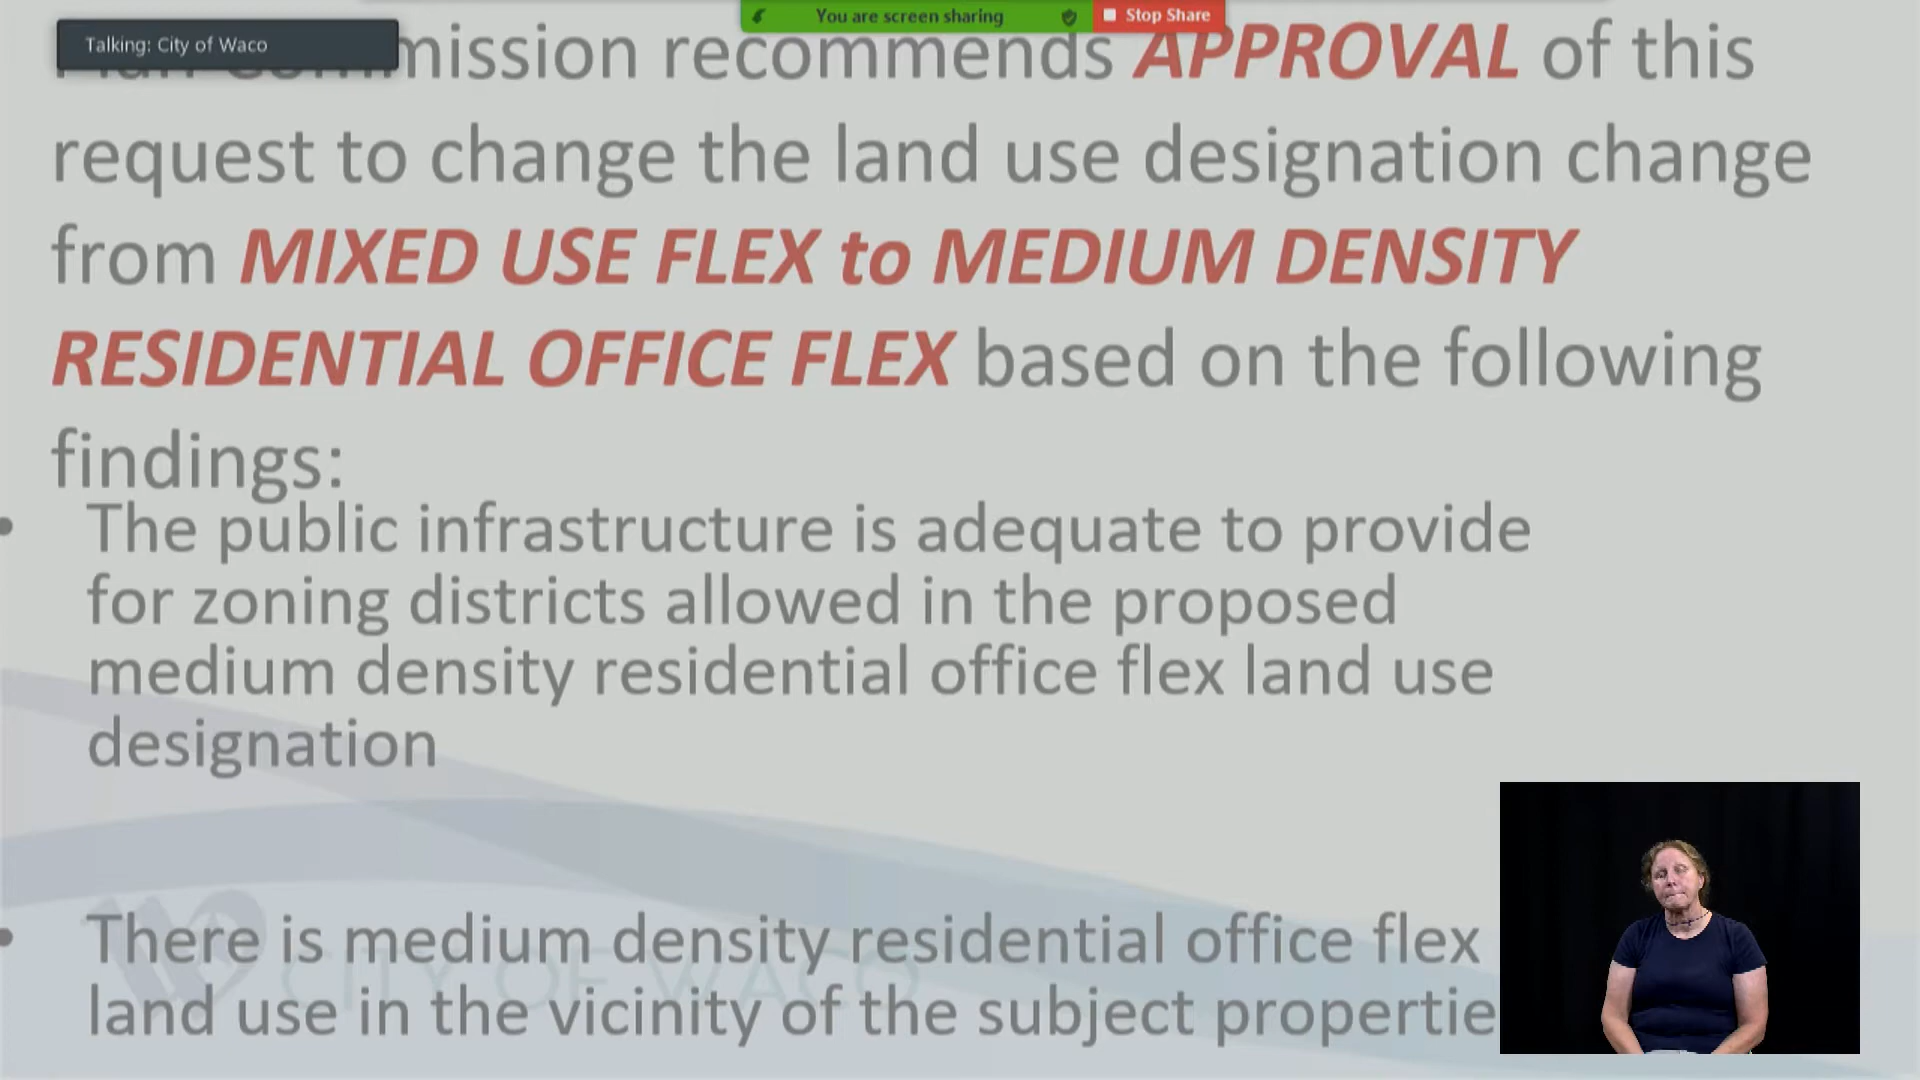 You are screen sharing
Stop Share
Talking: City of Waco
recommends APPROVAL of this
request to change the land use designation change
from MIXED USE FLEX to MEDIUM DENSITY
RESIDENTIAL OFFICE FLEX based on the following
findings:
• The public infrastructure is adequate to provide
for zoning districts allowed in the proposed
medium density residential office flex land use
designation
• There is medium density residential office flex
land use in the vicinity of the subject propertie
CITY OF WACO